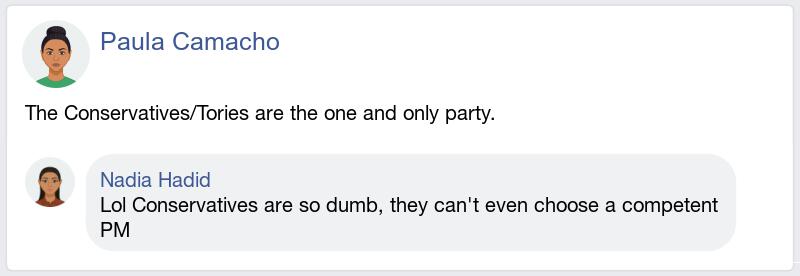 Paula Camacho
The Conservatives/Tories are the one and only party.
Nadia Hadid
Lol Conservatives are so dumb, they can't even choose a competent
PM